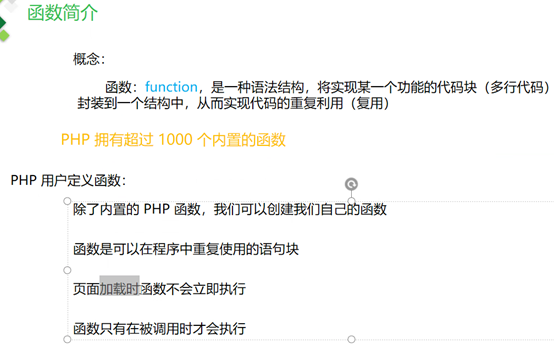 函数简介
概念：
函数：function，是一种语法结构，将实现某一个功能的代码块（多行代码）
封装到一个结构中，从而实现代码的重复利用（复用）
PHP 拥有超过 1000 个内置的函数
PHP 用户定义函数：
除了内置的 PHP 函数，我们可以创建我们自己的函数
函数是可以在程序中重复使用的语句块
页面加载时函数不会立即执行
函数只有在被调用时才会执行